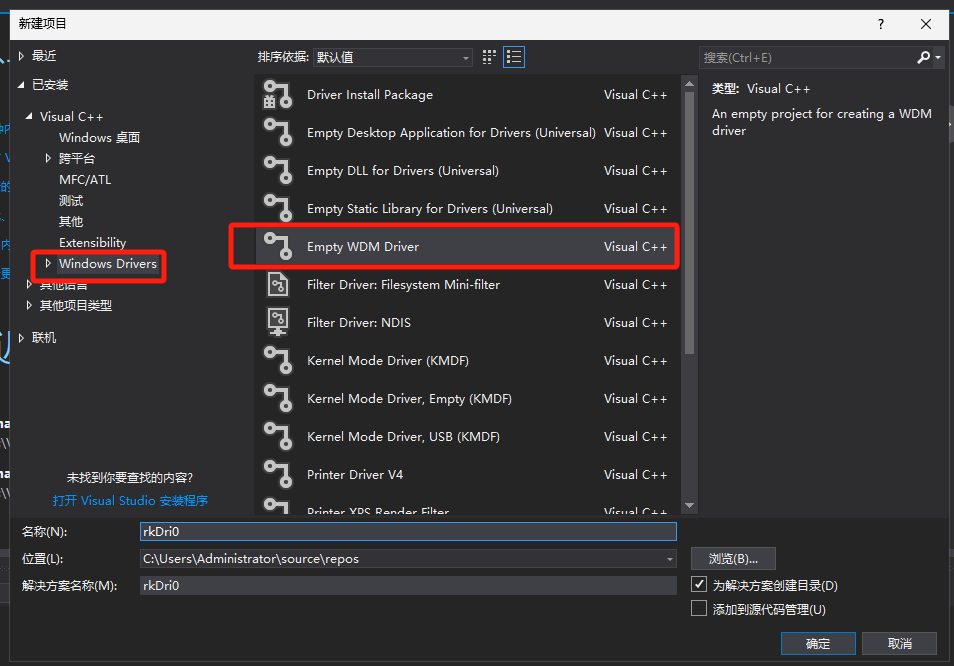 新建项目
?
最近
已安装
Visual C++
Windows 桌面
跨平台
MFC/ATL
测试
其他
Extensibility
Windows Drivers
其他语言
其他项目类型
联机
未找到你要查找的内容?
打开 Visual Studio 安装程序
排序依据: 默认值
Driver Install Package Visual C++
Empty Desktop Application for Drivers (Universal) Visual C++
Empty DLL for Drivers (Universal) Visual C++
Empty Static Library for Drivers (Universal) Visual C++
Empty WDM Driver Visual C++
Filter Driver: Filesystem Mini-filter Visual C++
Filter Driver: NDIS Visual C++
Kernel Mode Driver (KMDF) Visual C++
Kernel Mode Driver, Empty (KMDF) Visual C++
Kernel Mode Driver, USB (KMDF) Visual C++
Printer Driver V4 Visual C++
Printer XPS Render Filter Visual C++
搜索(Ctrl+E)
类型: Visual C++
An empty project for creating a WDM
driver
名称(N): rkDri0
位置(L): C:\Users\Administrator\source\repos
浏览(B)...
解决方案名称(M): rkDri0
为解决方案创建目录(D)
添加到源代码管理(U)
确定 取消